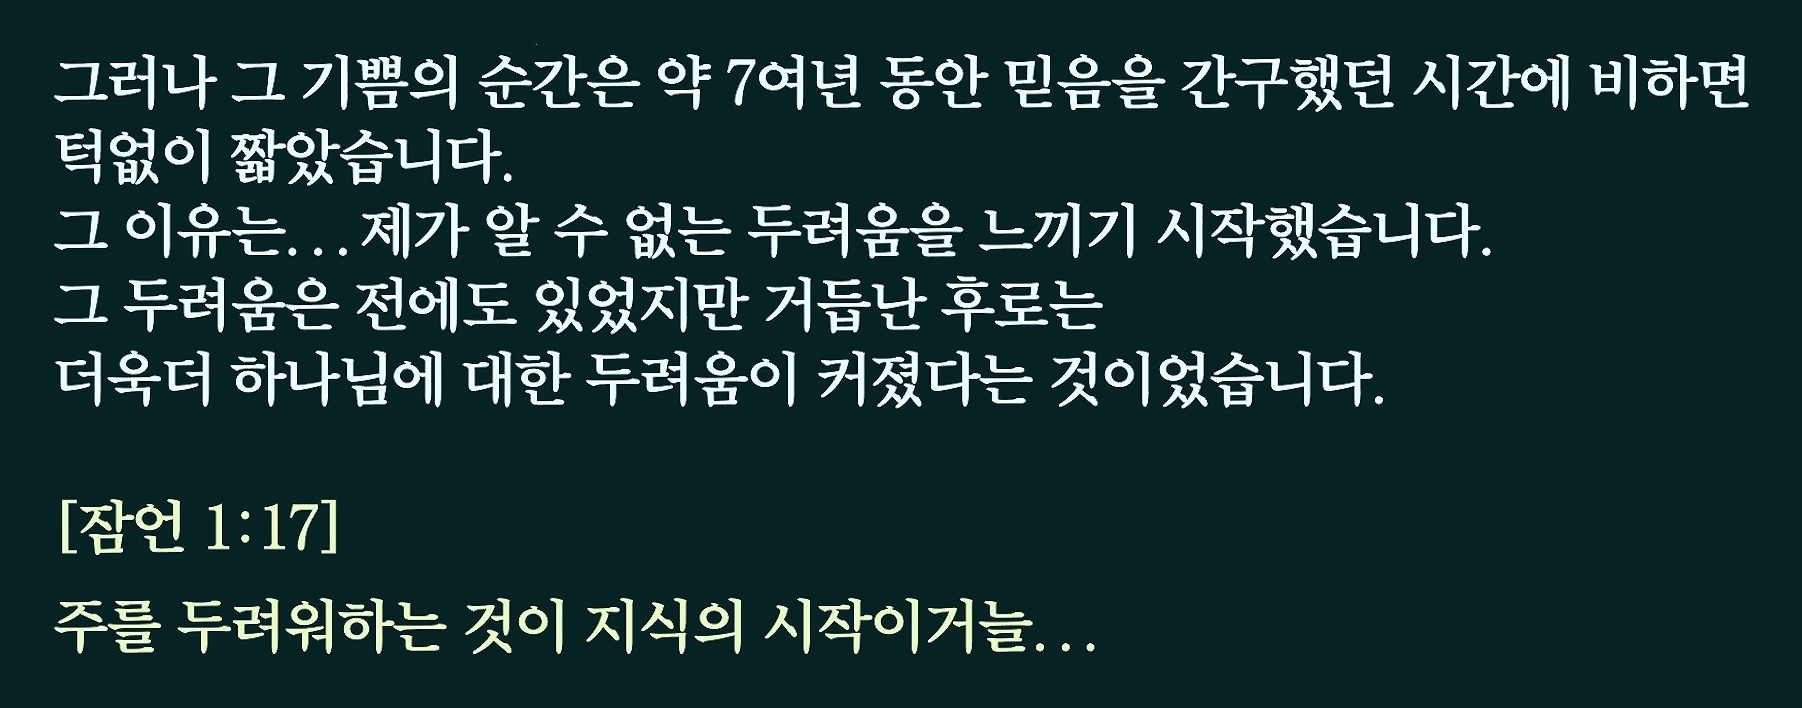 그러나 그 기쁨의 순간은 약 7여년 동안 믿음을 간구했던 시간에 비하면
턱없이 짧았습니다.
그 이유는... 제가 알 수 없는 두려움을 느끼기 시작했습니다.
그 두려움은 전에도 있었지만 거듭난 후로는
더욱더 하나님에 대한 두려움이 커졌다는 것이었습니다.
[잠언 1:17]
주를 두려워하는 것이 지식의 시작이거늘...